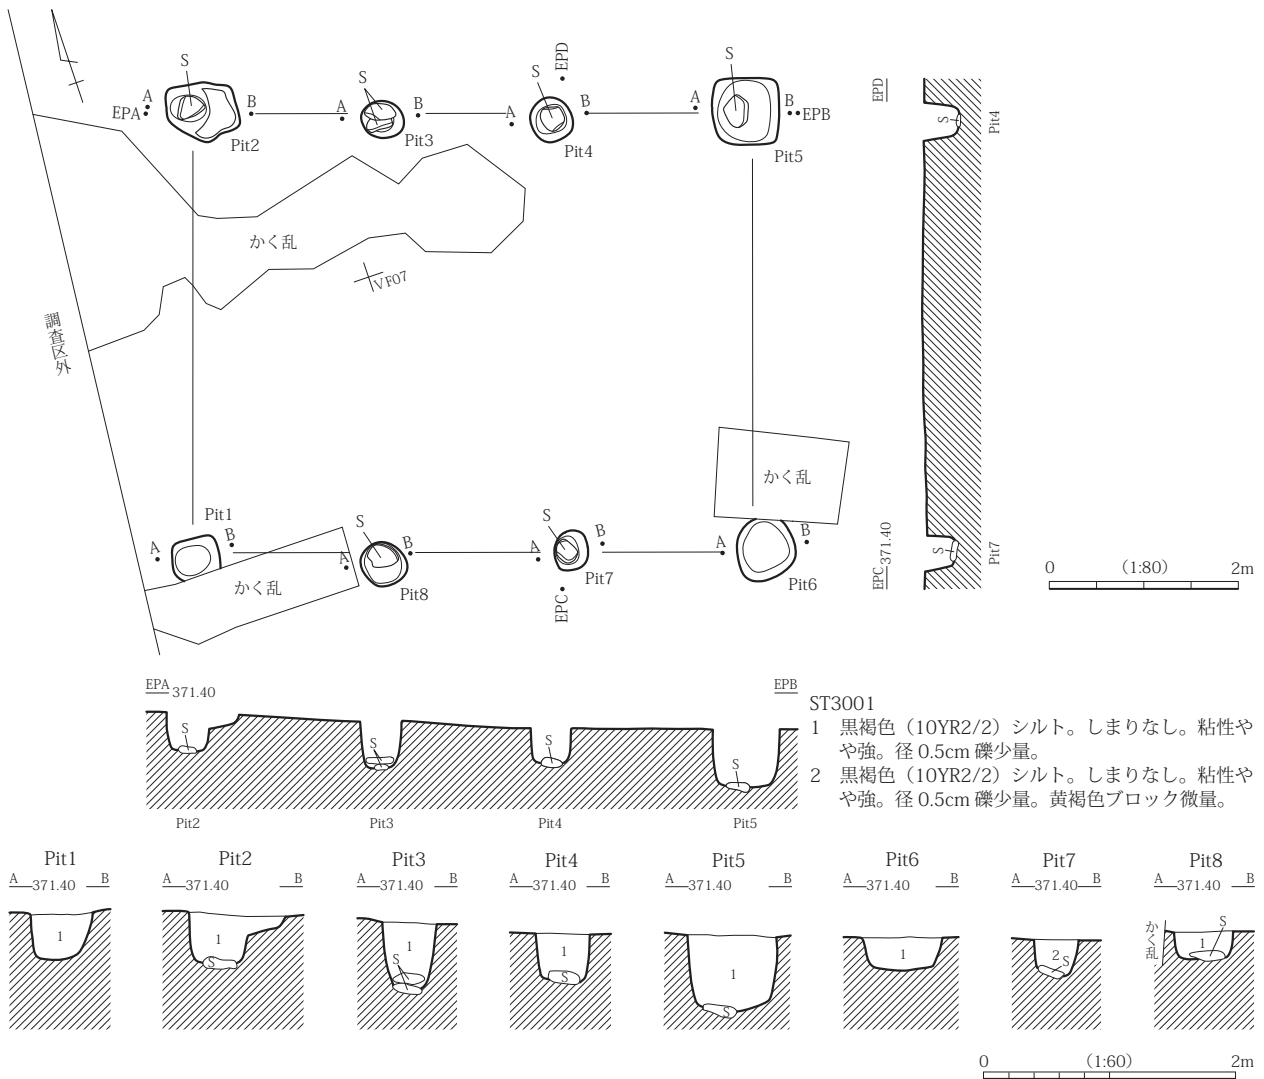 S
A
EPA
B
Pit2
S
A
B
Pit3
EPD
S
A
B
Pit4
S
A
B
EPB
Pit5
かく乱
VF07
調査区外
かく乱
Pit1
A
B
かく乱
S
A
B
Pit8
S
A
B
Pit7
EPC
A
B
Pit6
EPD
S
Pit4
EPC
371.40
S
Pit7
0 (1:80) 2m
EPA 371.40
EPB
S
S
S
S
Pit2
Pit3
Pit4
Pit5
ST3001
1 黒褐色（10YR2/2）シルト。しまりなし。粘性や
や強。径 0.5cm 礫少量。
2 黒褐色（10YR2/2）シルト。しまりなし。粘性や
や強。径 0.5cm 礫少量。黄褐色ブロック微量。
Pit1
A 371.40 B
1
Pit2
A 371.40 B
1
S
Pit3
A 371.40 B
1
S
Pit4
A 371.40 B
1
S
Pit5
A 371.40 B
1
S
Pit6
A 371.40 B
1
Pit7
A 371.40 B
2
S
Pit8
A 371.40 B
かく乱
1
S
0 (1:60) 2m